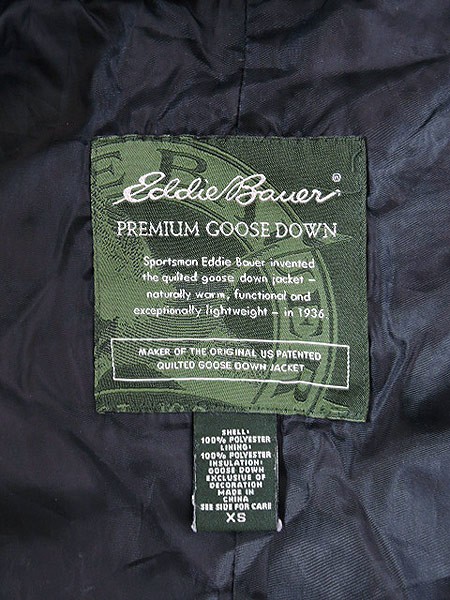 Eddie Bauer®
PREMIUM GOOSE DOWN
Sportsman Eddie Bauer invented
the quilted goose down jacket –
naturally warm, functional and
exceptionally lightweight – in 1936.
MAKER OF THE ORIGINAL US PATENTED
QUILTED GOOSE DOWN JACKET
SHELL:
100% POLYESTER
LINING:
100% POLYESTER
INSULATION:
GOOSE DOWN
EXCLUSIVE OF
DECORATION
MADE IN
CHINA
SEE SIDE FOR CARE
XS